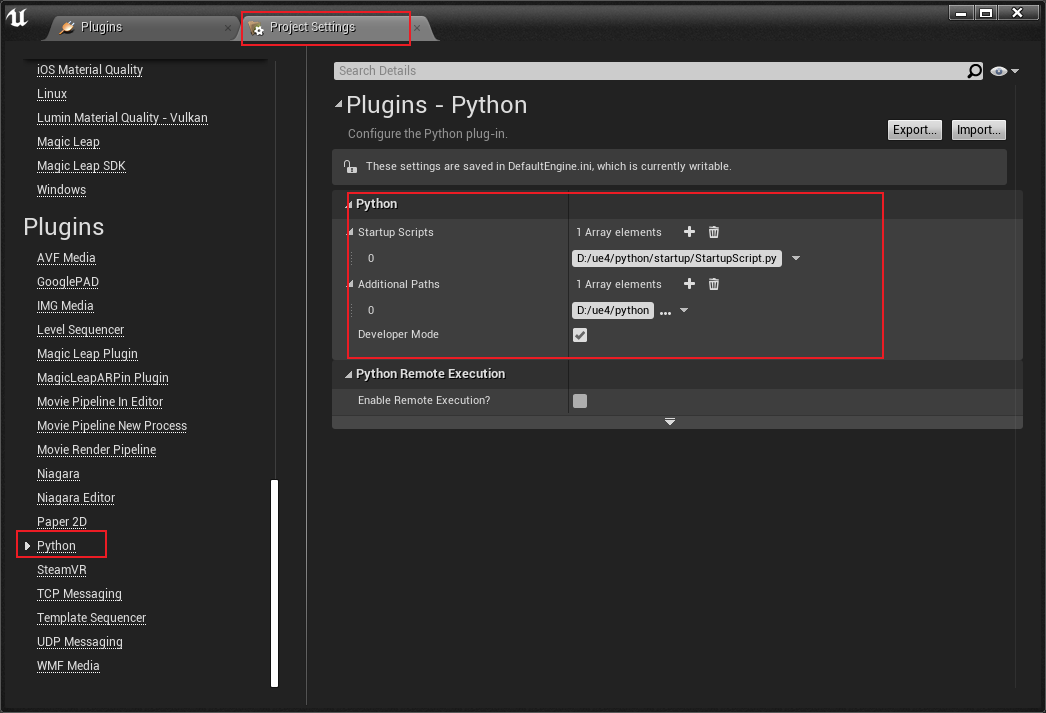 Plugins
Project Settings
iOS Material Quality
Linux
Lumin Material Quality - Vulkan
Magic Leap
Magic Leap SDK
Windows
Plugins
AVF Media
GooglePAD
IMG Media
Level Sequencer
Magic Leap Plugin
MagicLeapARPin Plugin
Movie Pipeline In Editor
Movie Pipeline New Process
Movie Render Pipeline
Niagara
Niagara Editor
Paper 2D
Python
SteamVR
TCP Messaging
Template Sequencer
UDP Messaging
WMF Media
Search Details
Plugins - Python
Configure the Python plug-in.
Export...
Import...
These settings are saved in DefaultEngine.ini, which is currently writable.
Python
Startup Scripts
1 Array elements
0
D:/ue4/python/startup/StartupScript.py
Additional Paths
1 Array elements
0
D:/ue4/python
...
Developer Mode
Python Remote Execution
Enable Remote Execution?